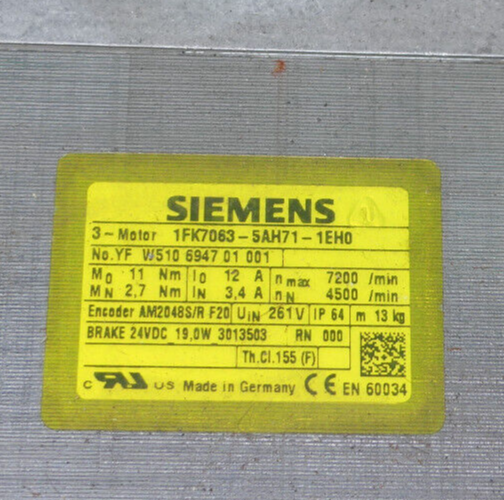 SIEMENS
3~Motor 1FK7063-5AH71-1EH0
No.YF W510 6947 01 001
M0 11 Nm I0 12 A n max 7200 /min
MN 2,7 Nm IN 3,4 A nN 4500 /min
Encoder AM2048S/R F20 UIN 261V IP 64 m 13 kg
BRAKE 24VDC 19,0W 3013503 RN 000
Th.Cl.155 (F)
c RU US Made in Germany CE EN 60034